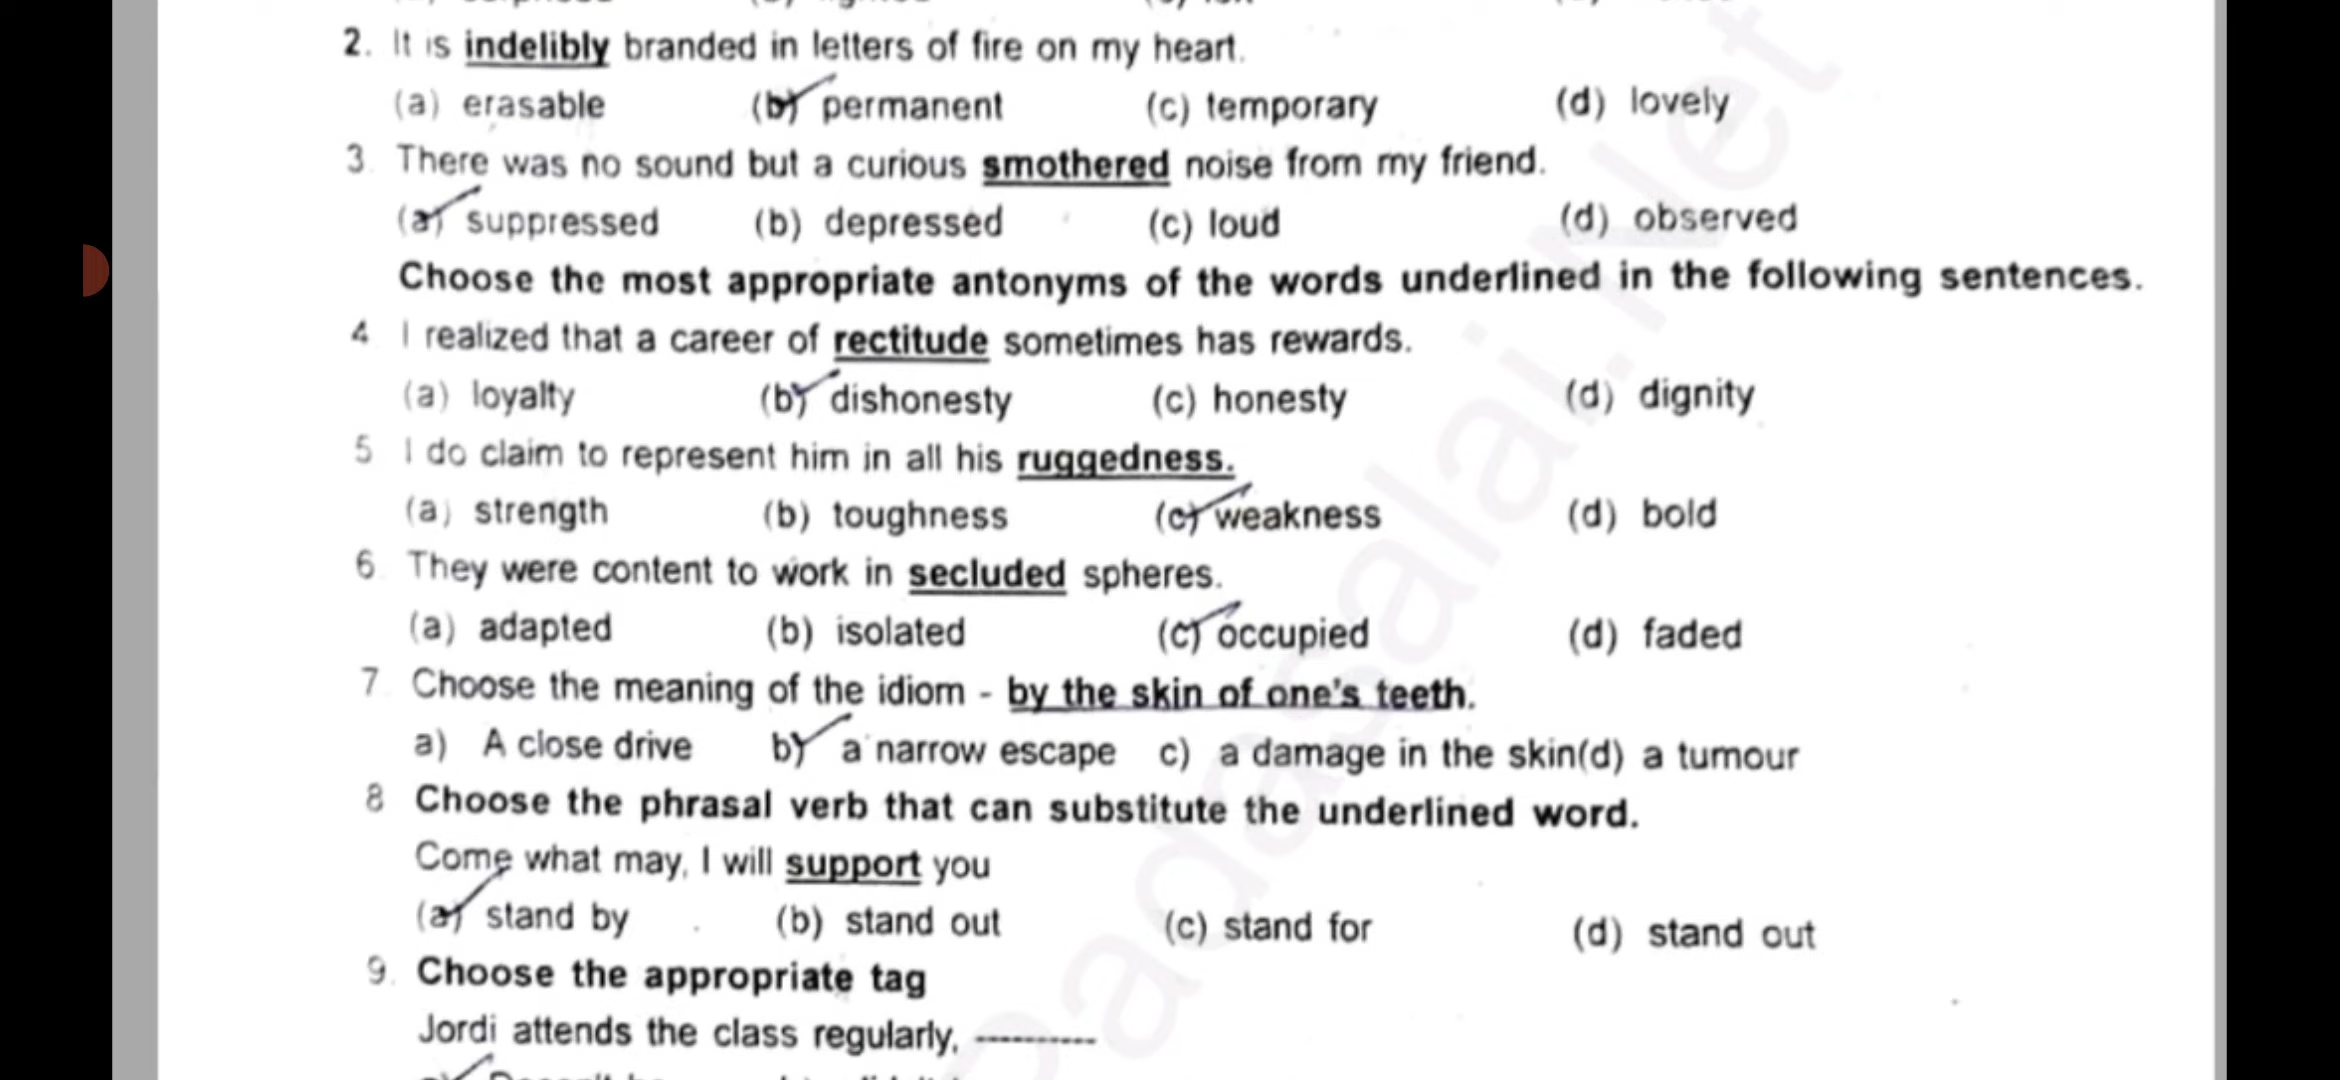 2. It is indelibly branded in letters of fire on my heart.
(a) erasable (b) permanent (c) temporary (d) lovely
3. There was no sound but a curious smothered noise from my friend.
(a) suppressed (b) depressed (c) loud (d) observed
Choose the most appropriate antonyms of the words underlined in the following sentences.
4 I realized that a career of rectitude sometimes has rewards.
(a) loyalty (b) dishonesty (c) honesty (d) dignity
5 I do claim to represent him in all his ruggedness.
(a) strength (b) toughness (c) weakness (d) bold
6. They were content to work in secluded spheres.
(a) adapted (b) isolated (c) occupied (d) faded
7. Choose the meaning of the idiom - by the skin of one's teeth.
a) A close drive b) a narrow escape c) a damage in the skin(d) a tumour
8 Choose the phrasal verb that can substitute the underlined word.
Come what may, I will support you
(a) stand by (b) stand out (c) stand for (d) stand out
9. Choose the appropriate tag
Jordi attends the class regularly, ----------
Padasalai.Net